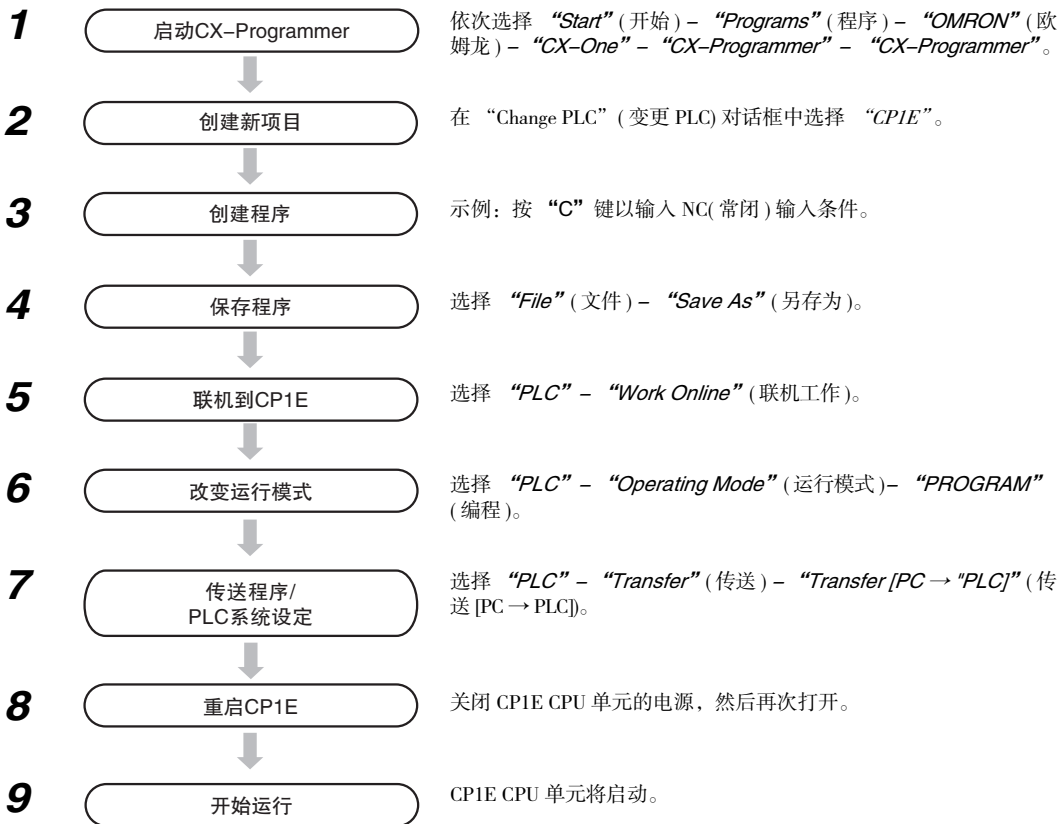 1
启动CX–Programmer
依次选择 “Start”(开始) – “Programs”(程序) – “OMRON”(欧
姆龙) – “CX–One” – “CX–Programmer” – “CX–Programmer”。
2
创建新项目
在 “Change PLC”(变更 PLC) 对话框中选择 “CP1E”。
3
创建程序
示例：按 “C” 键以输入 NC(常闭) 输入条件。
4
保存程序
选择 “File”(文件) – “Save As”(另存为)。
5
联机到CP1E
选择 “PLC” – “Work Online”(联机工作)。
6
改变运行模式
选择 “PLC” – “Operating Mode”(运行模式) – “PROGRAM”
(编程)。
7
传送程序/
PLC系统设定
选择 “PLC” – “Transfer”(传送) – “Transfer [PC → "PLC]”(传
送 [PC → PLC])。
8
重启CP1E
关闭 CP1E CPU 单元的电源，然后再次打开。
9
开始运行
CP1E CPU 单元将启动。